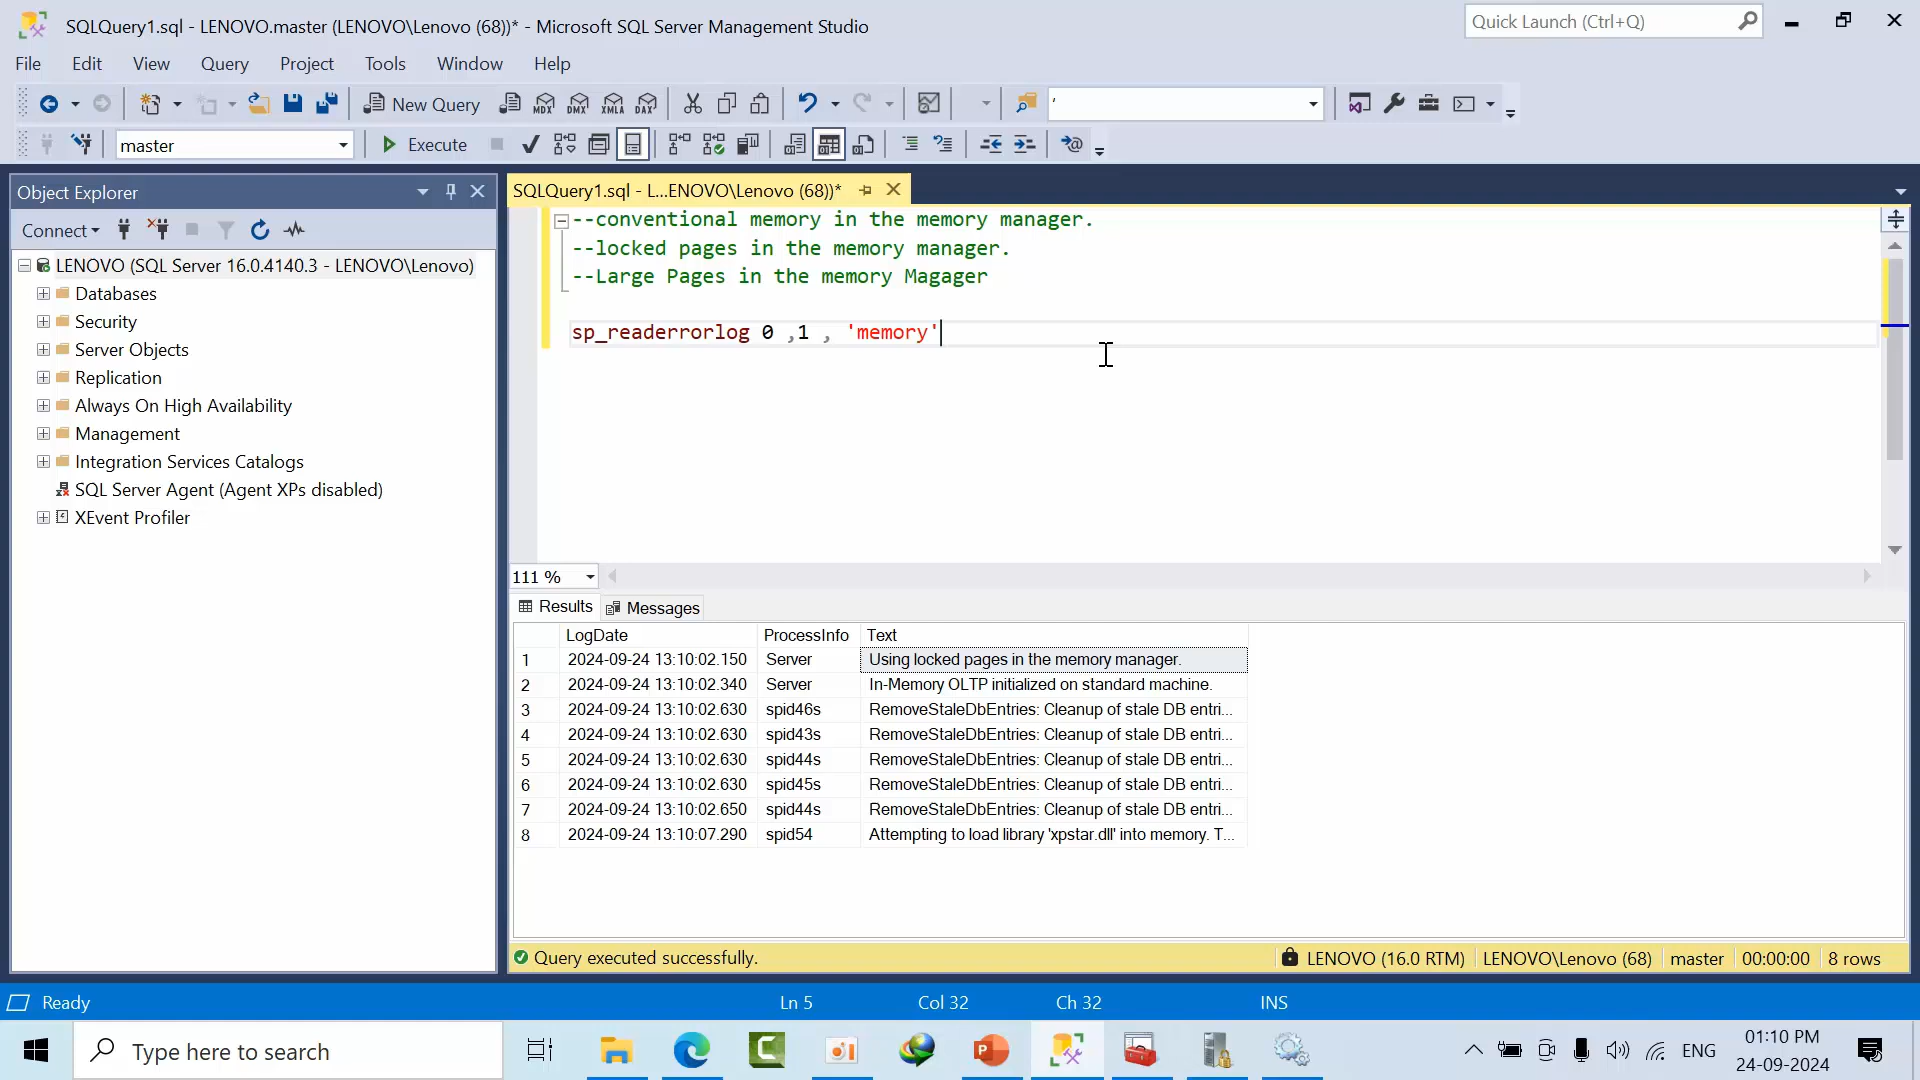 SQLQuery1.sql - LENOVO.master (LENOVO\Lenovo (68))* - Microsoft SQL Server Management Studio
Quick Launch (Ctrl+Q)
File Edit View Query Project Tools Window Help
New Query
MDX DMX XMLA DAX
'
master
Execute
Object Explorer
SQLQuery1.sql - L...ENOVO\Lenovo (68))*
Connect
LENOVO (SQL Server 16.0.4140.3 - LENOVO\Lenovo)
Databases
Security
Server Objects
Replication
Always On High Availability
Management
Integration Services Catalogs
SQL Server Agent (Agent XPs disabled)
XEvent Profiler
--conventional memory in the memory manager.
--locked pages in the memory manager.
--Large Pages in the memory Magager
sp_readerrorlog 0 ,1 , 'memory'
111 %
Results Messages
LogDate ProcessInfo Text
1 2024-09-24 13:10:02.150 Server Using locked pages in the memory manager.
2 2024-09-24 13:10:02.340 Server In-Memory OLTP initialized on standard machine.
3 2024-09-24 13:10:02.630 spid46s RemoveStaleDbEntries: Cleanup of stale DB entri...
4 2024-09-24 13:10:02.630 spid43s RemoveStaleDbEntries: Cleanup of stale DB entri...
5 2024-09-24 13:10:02.630 spid44s RemoveStaleDbEntries: Cleanup of stale DB entri...
6 2024-09-24 13:10:02.630 spid45s RemoveStaleDbEntries: Cleanup of stale DB entri...
7 2024-09-24 13:10:02.650 spid44s RemoveStaleDbEntries: Cleanup of stale DB entri...
8 2024-09-24 13:10:07.290 spid54 Attempting to load library 'xpstar.dll' into memory. T...
Query executed successfully.
LENOVO (16.0 RTM) LENOVO\Lenovo (68) master 00:00:00 8 rows
Ready Ln 5 Col 32 Ch 32 INS
Type here to search
ENG
01:10 PM
24-09-2024